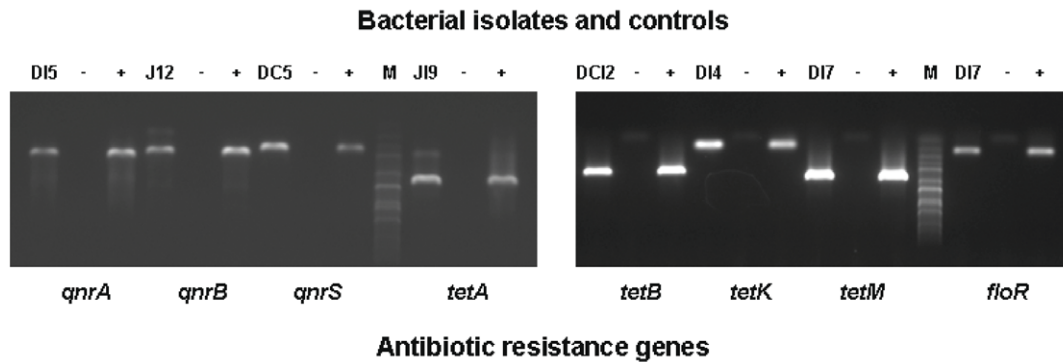 Bacterial isolates and controls
DI5 - + J12 - + DC5 - + M JI9 - + DCI2 - + DI4 - + DI7 - + M DI7 - +
qnrA qnrB qnrS tetA tetB tetK tetM floR
Antibiotic resistance genes